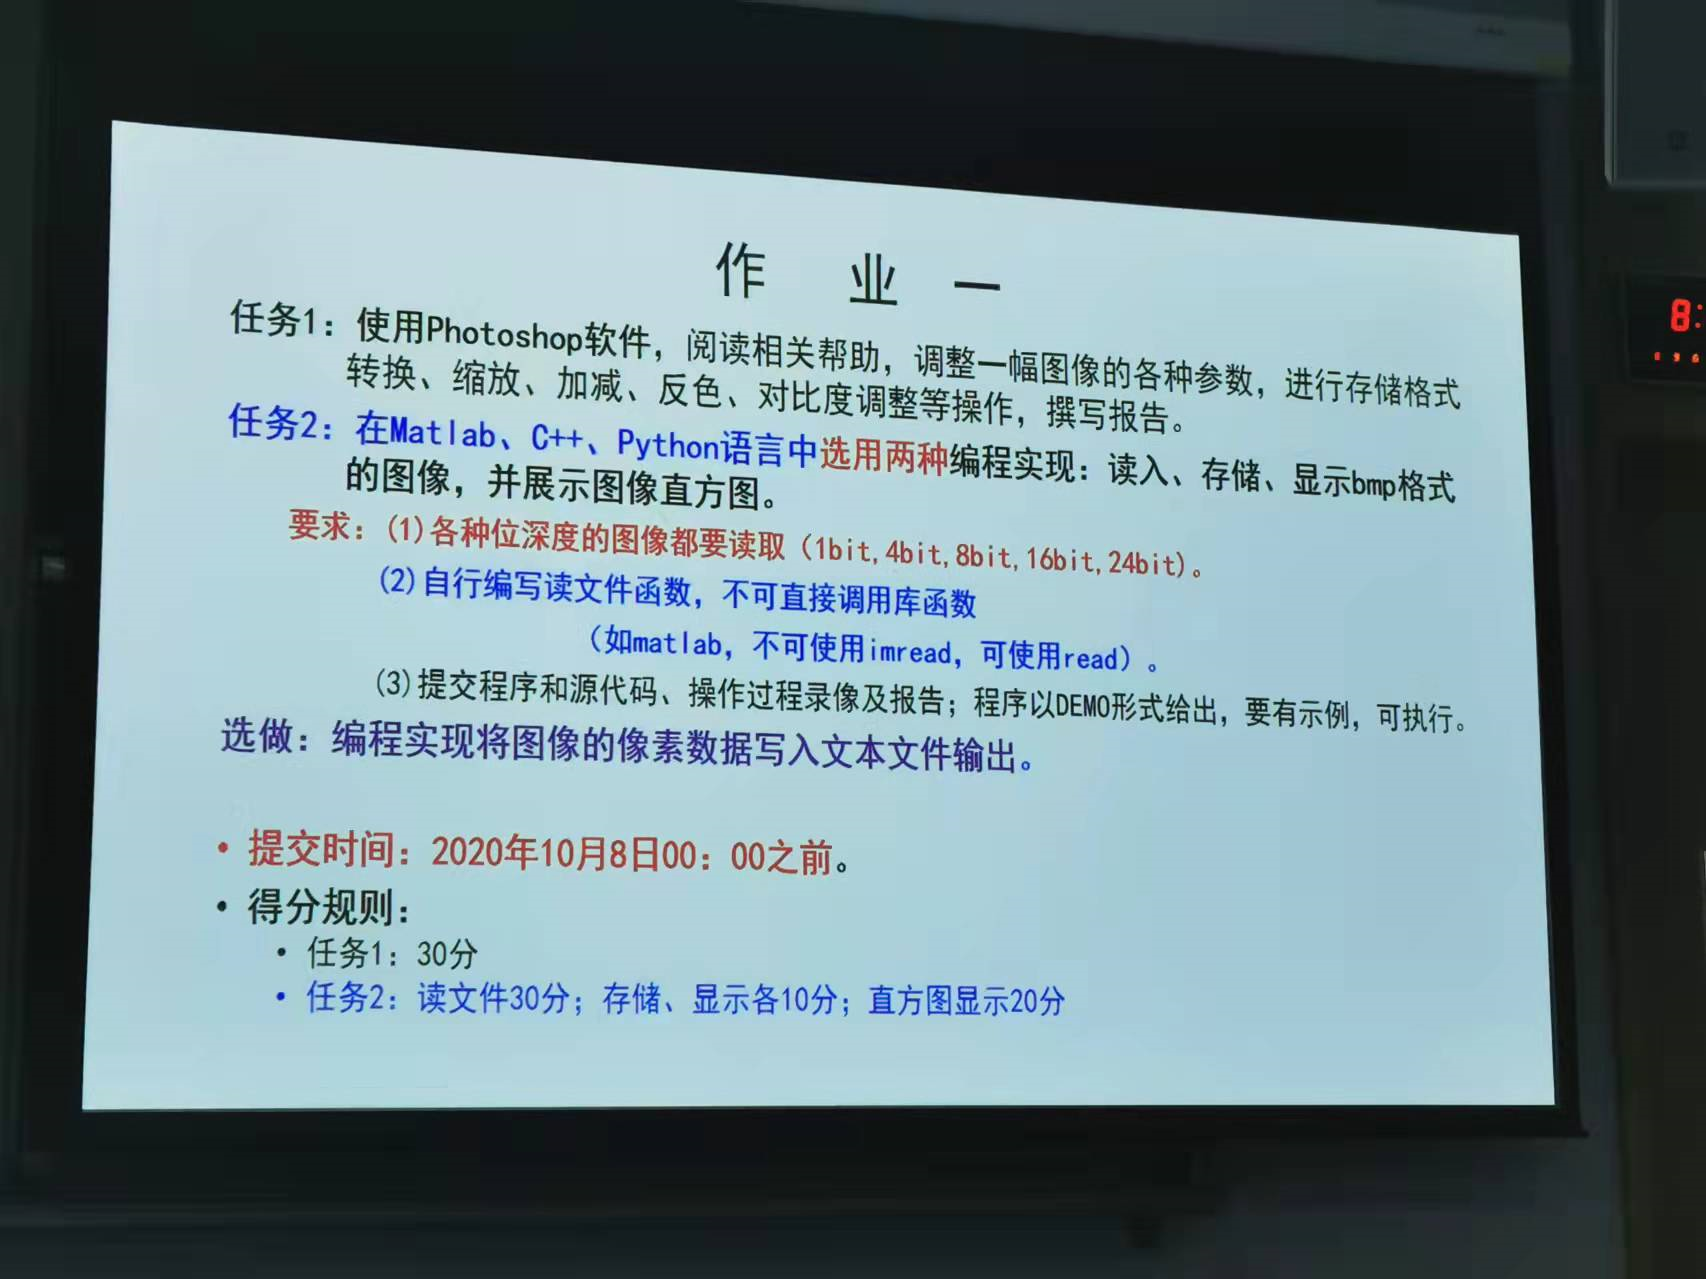 作 业 一
任务1：使用Photoshop软件，阅读相关帮助，调整一幅图像的各种参数，进行存储格式
转换、缩放、加减、反色、对比度调整等操作，撰写报告。
任务2：在Matlab、C++、Python语言中选用两种编程实现：读入、存储、显示bmp格式
的图像，并展示图像直方图。
要求：(1)各种位深度的图像都要读取（1bit,4bit,8bit,16bit,24bit)。
(2)自行编写读文件函数，不可直接调用库函数
（如matlab，不可使用imread，可使用read）。
(3)提交程序和源代码、操作过程录像及报告；程序以DEMO形式给出，要有示例，可执行。
选做：编程实现将图像的像素数据写入文本文件输出。
• 提交时间：2020年10月8日00：00之前。
• 得分规则：
• 任务1：30分
• 任务2：读文件30分；存储、显示各10分；直方图显示20分
8: